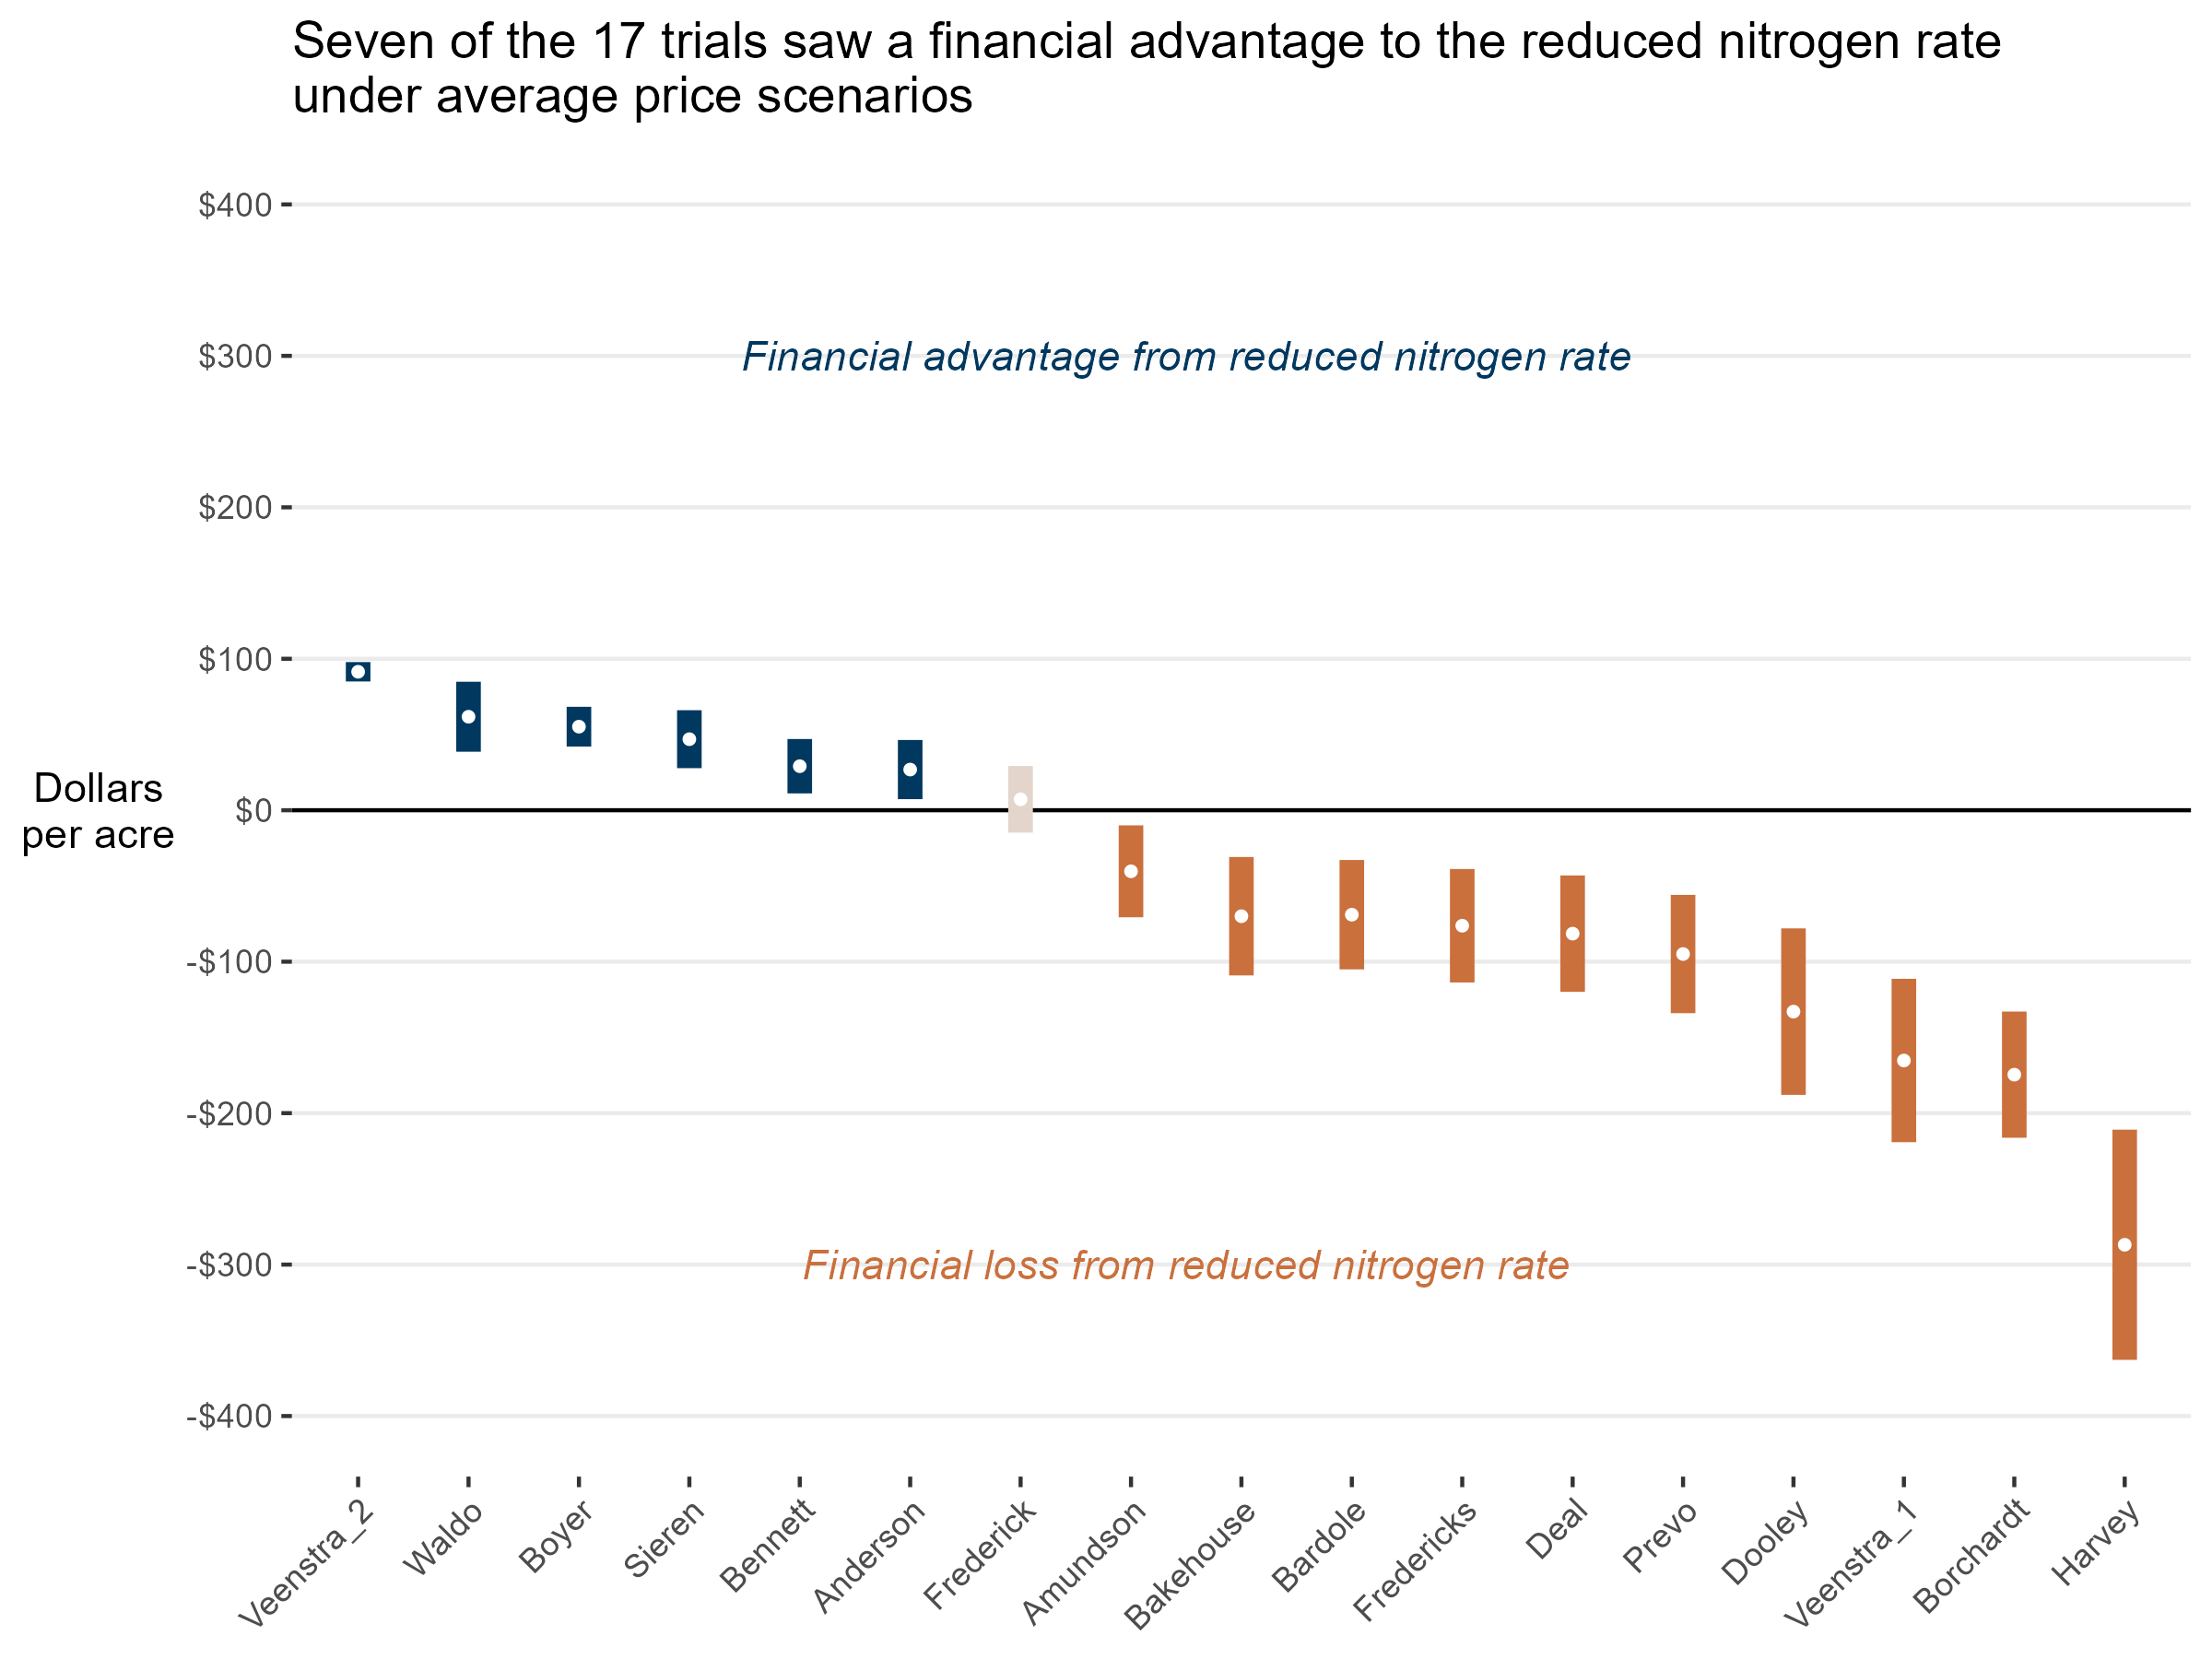 Seven of the 17 trials saw a financial advantage to the reduced nitrogen rate
under average price scenarios
$400
$300
Financial advantage from reduced nitrogen rate
$200
$100
Dollars
per acre
$0
-$100
-$200
-$300
Financial loss from reduced nitrogen rate
-$400
Veenstra_2
Waldo
Boyer
Sieren
Bennett
Anderson
Frederick
Amundson
Bakehouse
Bardole
Fredericks
Deal
Prevo
Dooley
Veenstra_1
Borchardt
Harvey